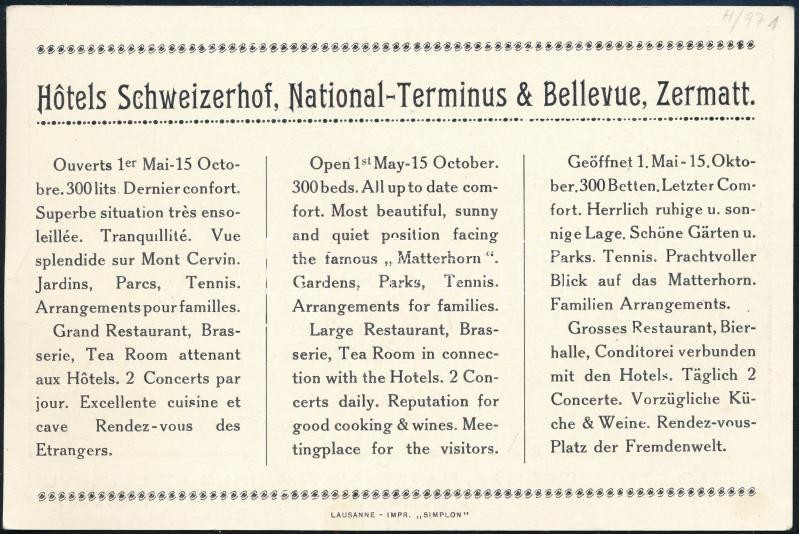 H/97 A
Hôtels Schweizerhof, National-Terminus & Bellevue, Zermatt.
Ouverts 1er Mai-15 Octo-
bre. 300 lits Dernier confort.
Superbe situation très enso-
leillée. Tranquillité. Vue
splendide sur Mont Cervin.
Jardins, Parcs, Tennis.
Arrangements pour familles.
Grand Restaurant, Bras-
serie, Tea Room attenant
aux Hôtels. 2 Concerts par
jour. Excellente cuisine et
cave Rendez-vous des
Etrangers.
Open 1st May-15 October.
300 beds. All up to date com-
fort. Most beautiful, sunny
and quiet position facing
the famous „ Matterhorn “.
Gardens, Parks, Tennis.
Arrangements for families.
Large Restaurant, Bras-
serie, Tea Room in connec-
tion with the Hotels. 2 Con-
certs daily. Reputation for
good cooking & wines. Mee-
tingplace for the visitors.
Geöffnet 1. Mai - 15. Okto-
ber. 300 Betten. Letzter Com-
fort. Herrlich ruhige u. son-
nige Lage. Schöne Gärten u.
Parks. Tennis. Prachtvoller
Blick auf das Matterhorn.
Familien Arrangements.
Grosses Restaurant, Bier-
halle, Conditorei verbunden
mit den Hotels. Täglich 2
Concerte. Vorzügliche Kü-
che & Weine. Rendez-vous-
Platz der Fremdenwelt.
LAUSANNE - IMPR. „SIMPLON"